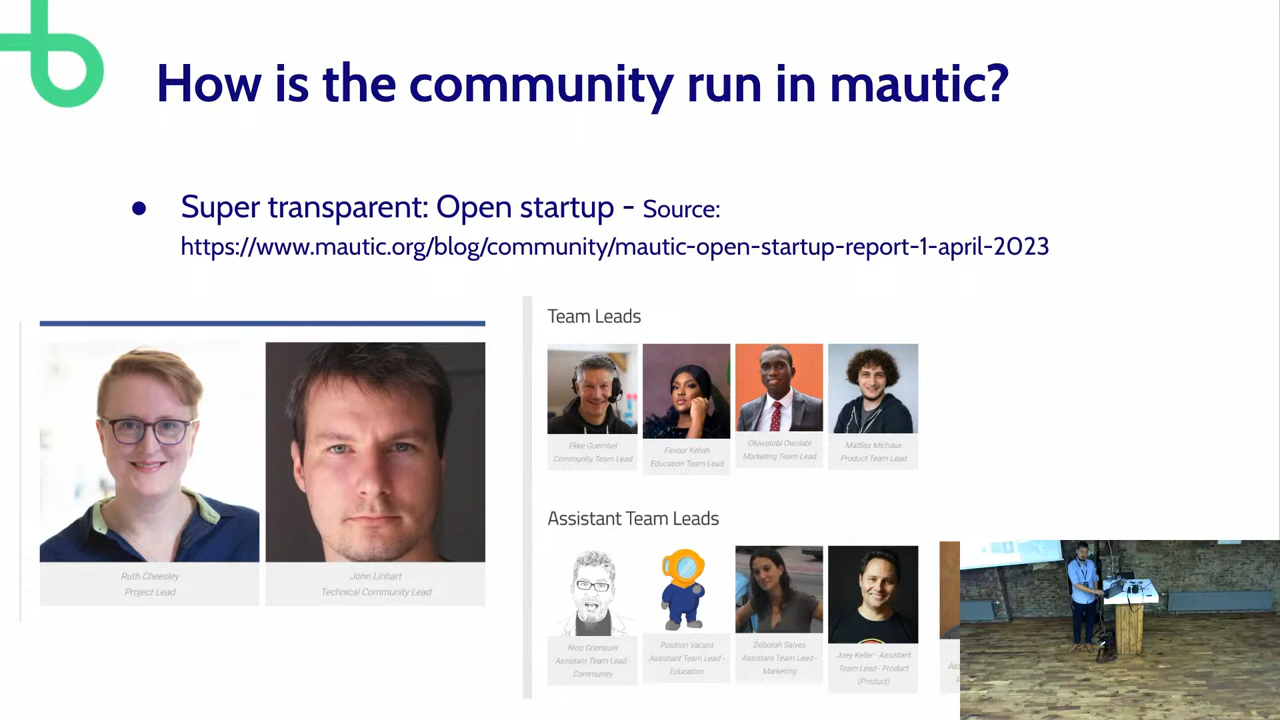 How is the community run in mautic?
● Super transparent: Open startup - Source:
https://www.mautic.org/blog/community/mautic-open-startup-report-1-april-2023
Ruth Cheesley
Project Lead
John Linhart
Technical Community Lead
Team Leads
Ekke Guembel
Community Team Lead
Favour Kelvin
Education Team Lead
Oluwatobi Owolabi
Marketing Team Lead
Mattias Michaux
Product Team Lead
Assistant Team Leads
Nico Grienauer
Assistant Team Lead -
Community
Position Vacant
Assistant Team Lead -
Education
Déborah Salves
Assistant Team Lead -
Marketing
Joey Keller - Assistant
Team Lead - Product
(Product)